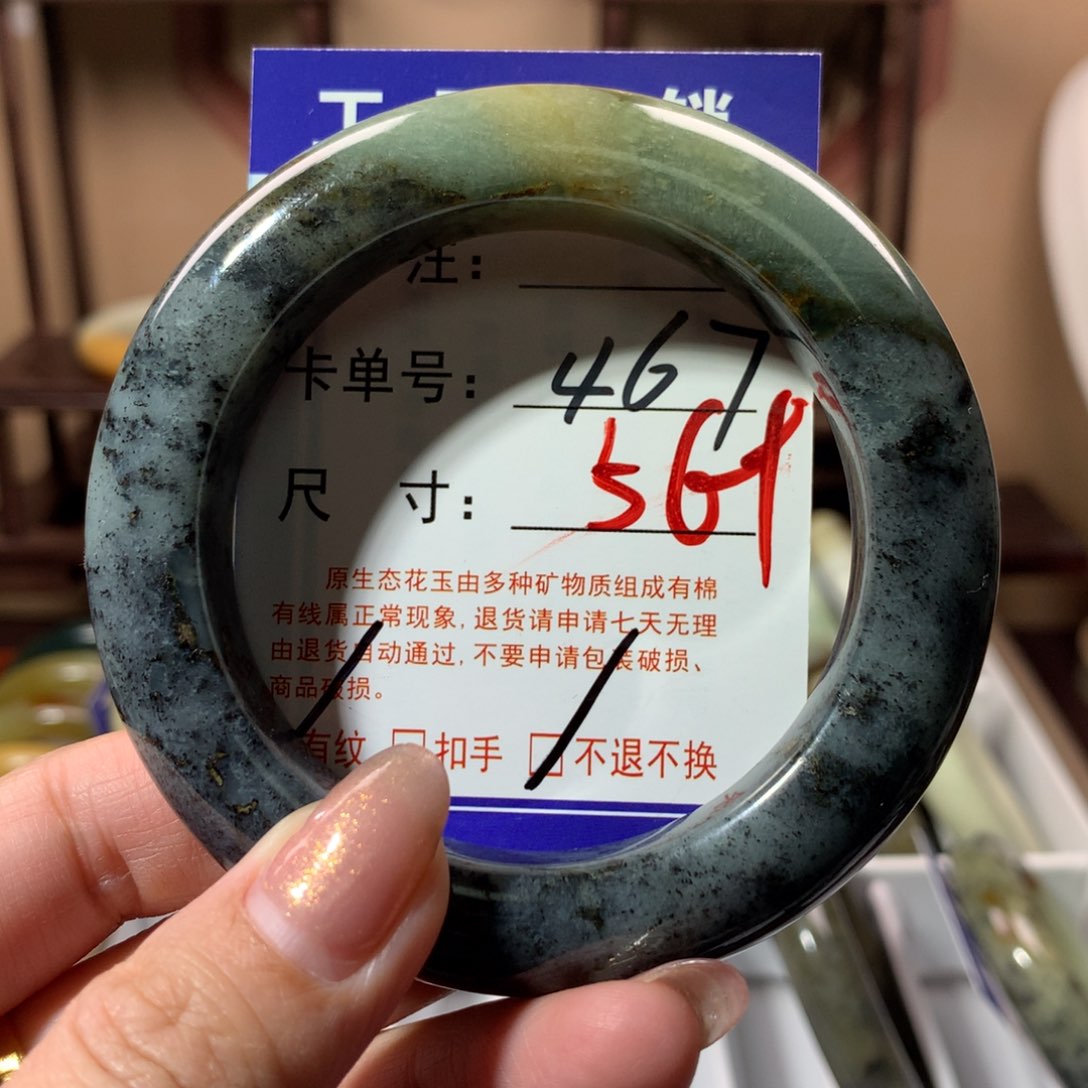 工 销
注：
卡单号： 467
尺 寸： 56
原生态花玉由多种矿物质组成有棉
有线属正常现象，退货请申请七天无理
由退货自动通过，不要申请包装破损、
商品破损。
有纹 □扣手 □不退不换